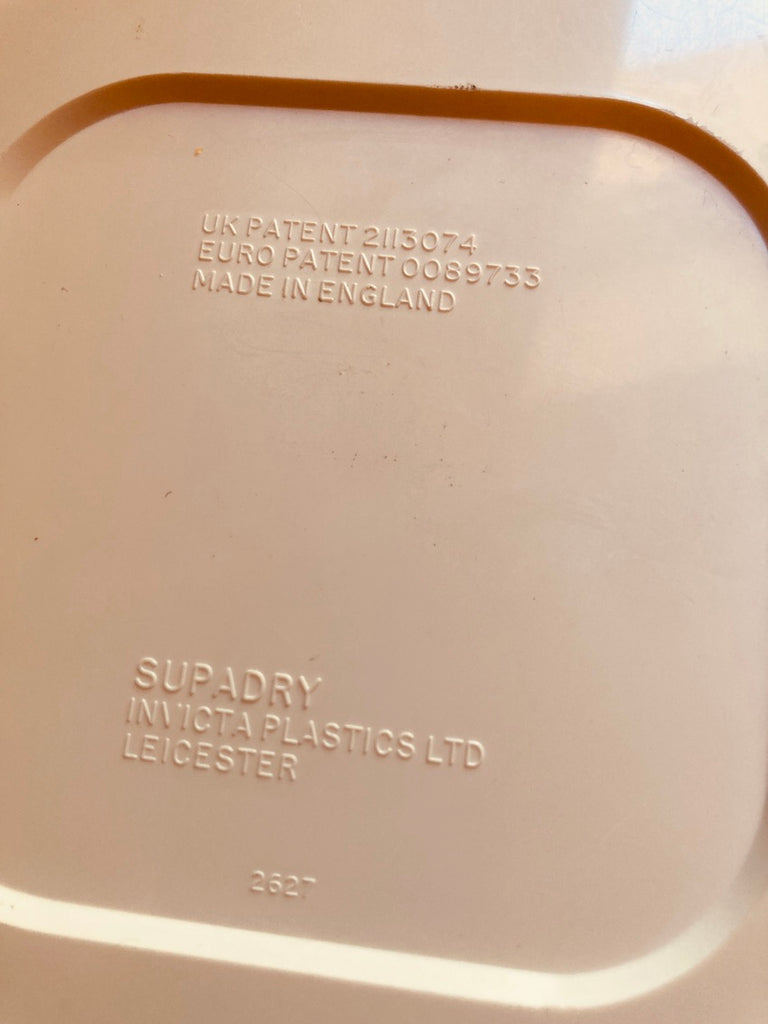 UK PATENT 2113074
EURO PATENT 0089733
MADE IN ENGLAND
SUPADRY
INVICTA PLASTICS LTD
LEICESTER
2627